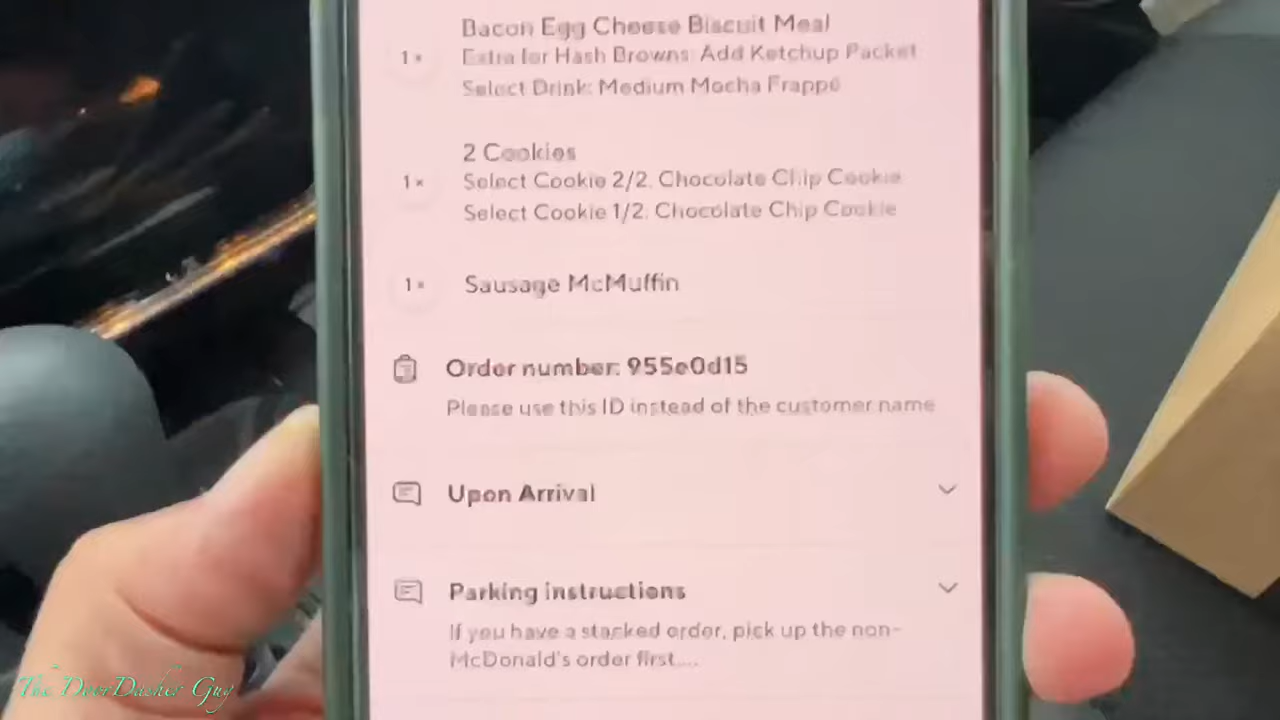 Bacon Egg Cheese Biscuit Meal
1× Extra for Hash Browns: Add Ketchup Packet
Select Drink: Medium Mocha Frappé
2 Cookies
1× Select Cookie 2/2. Chocolate Chip Cookie
Select Cookie 1/2. Chocolate Chip Cookie
1× Sausage McMuffin
Order number: 955e0d15
Please use this ID instead of the customer name
Upon Arrival
Parking instructions
If you have a stacked order, pick up the non-
McDonald's order first....
The DoorDasher Guy